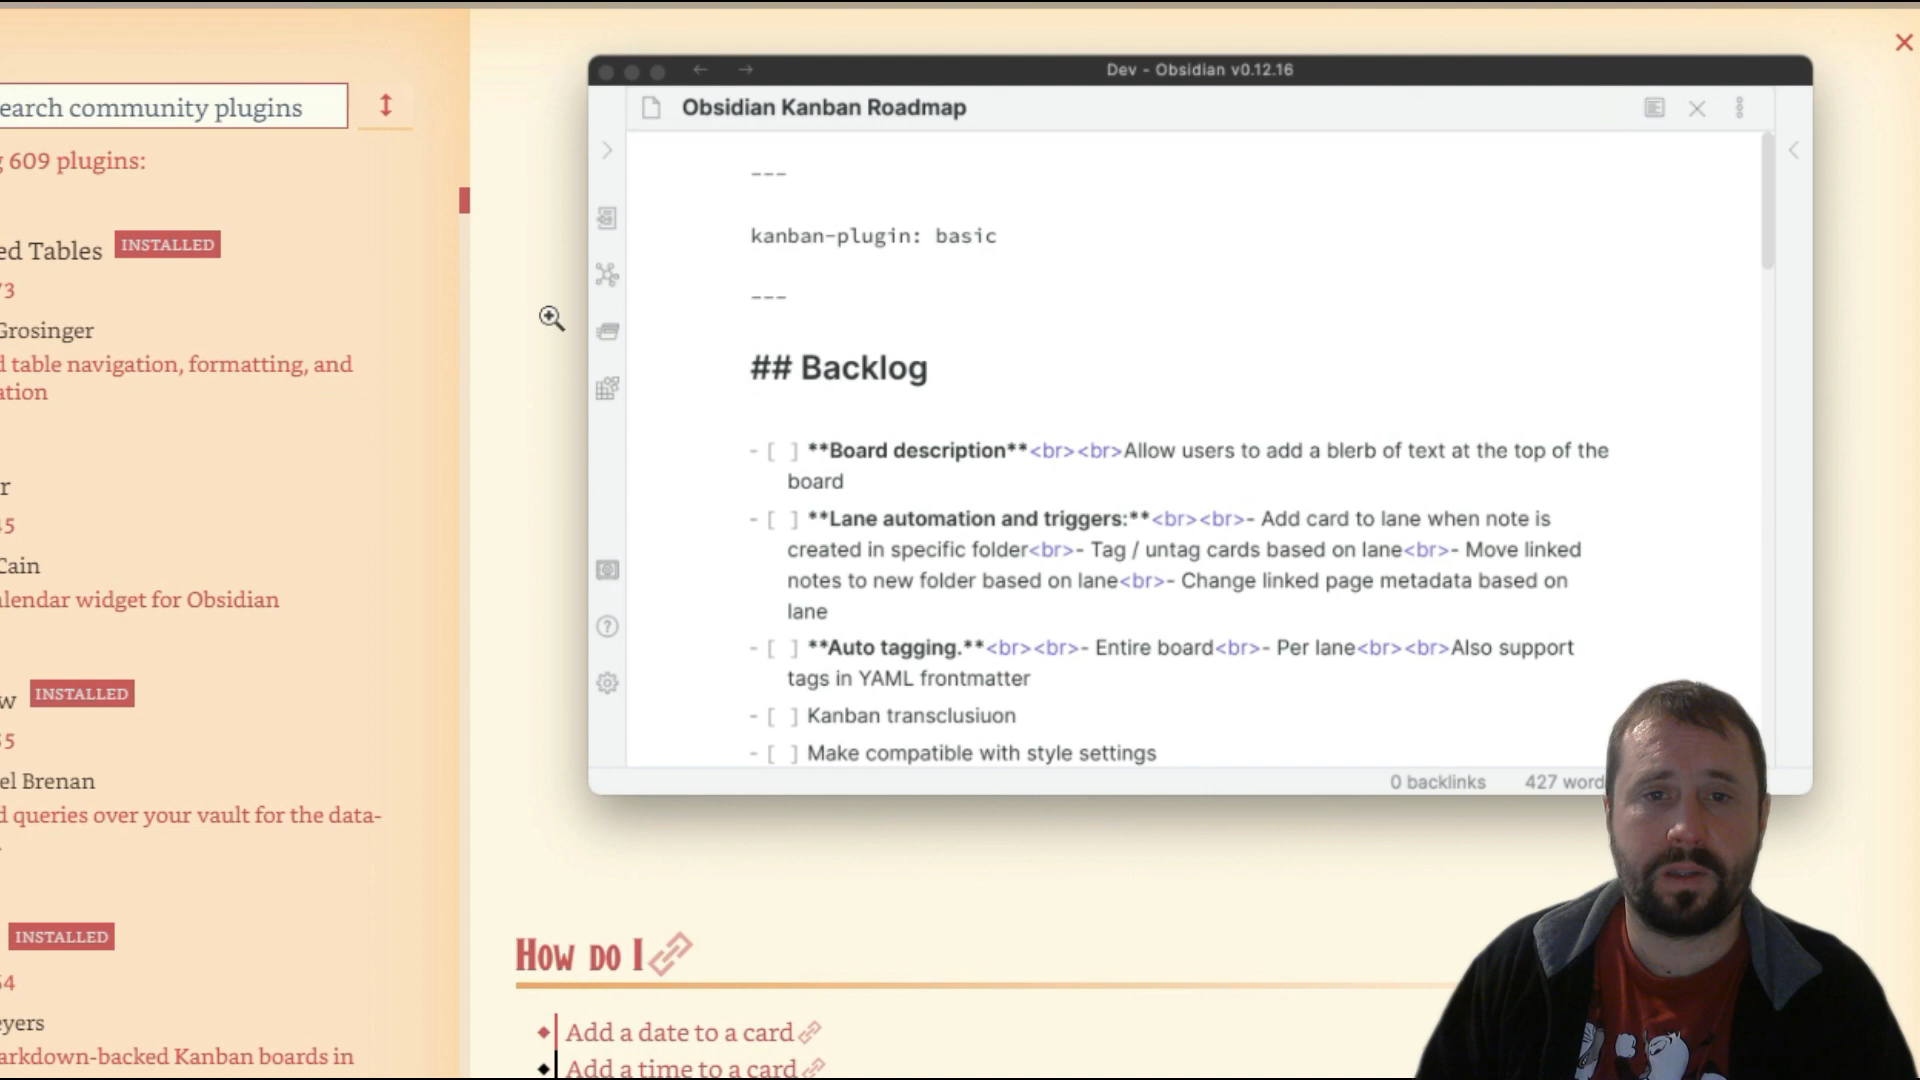 earch community plugins
g 609 plugins:
ed Tables INSTALLED
73
Grosinger
d table navigation, formatting, and
ation
r
45
Cain
alendar widget for Obsidian
w INSTALLED
55
el Brenan
d queries over your vault for the data-
INSTALLED
54
eyers
arkdown-backed Kanban boards in
Dev - Obsidian v0.12.16
Obsidian Kanban Roadmap
---
kanban-plugin: basic
---
## Backlog
- [ ] **Board description**<br><br>Allow users to add a blerb of text at the top of the
board
- [ ] **Lane automation and triggers:**<br><br>- Add card to lane when note is
created in specific folder<br>- Tag / untag cards based on lane<br>- Move linked
notes to new folder based on lane<br>- Change linked page metadata based on
lane
- [ ] **Auto tagging.**<br><br>- Entire board<br>- Per lane<br><br>Also support
tags in YAML frontmatter
- [ ] Kanban transclusiuon
- [ ] Make compatible with style settings
0 backlinks 427 word
How do I
Add a date to a card
Add a time to a card